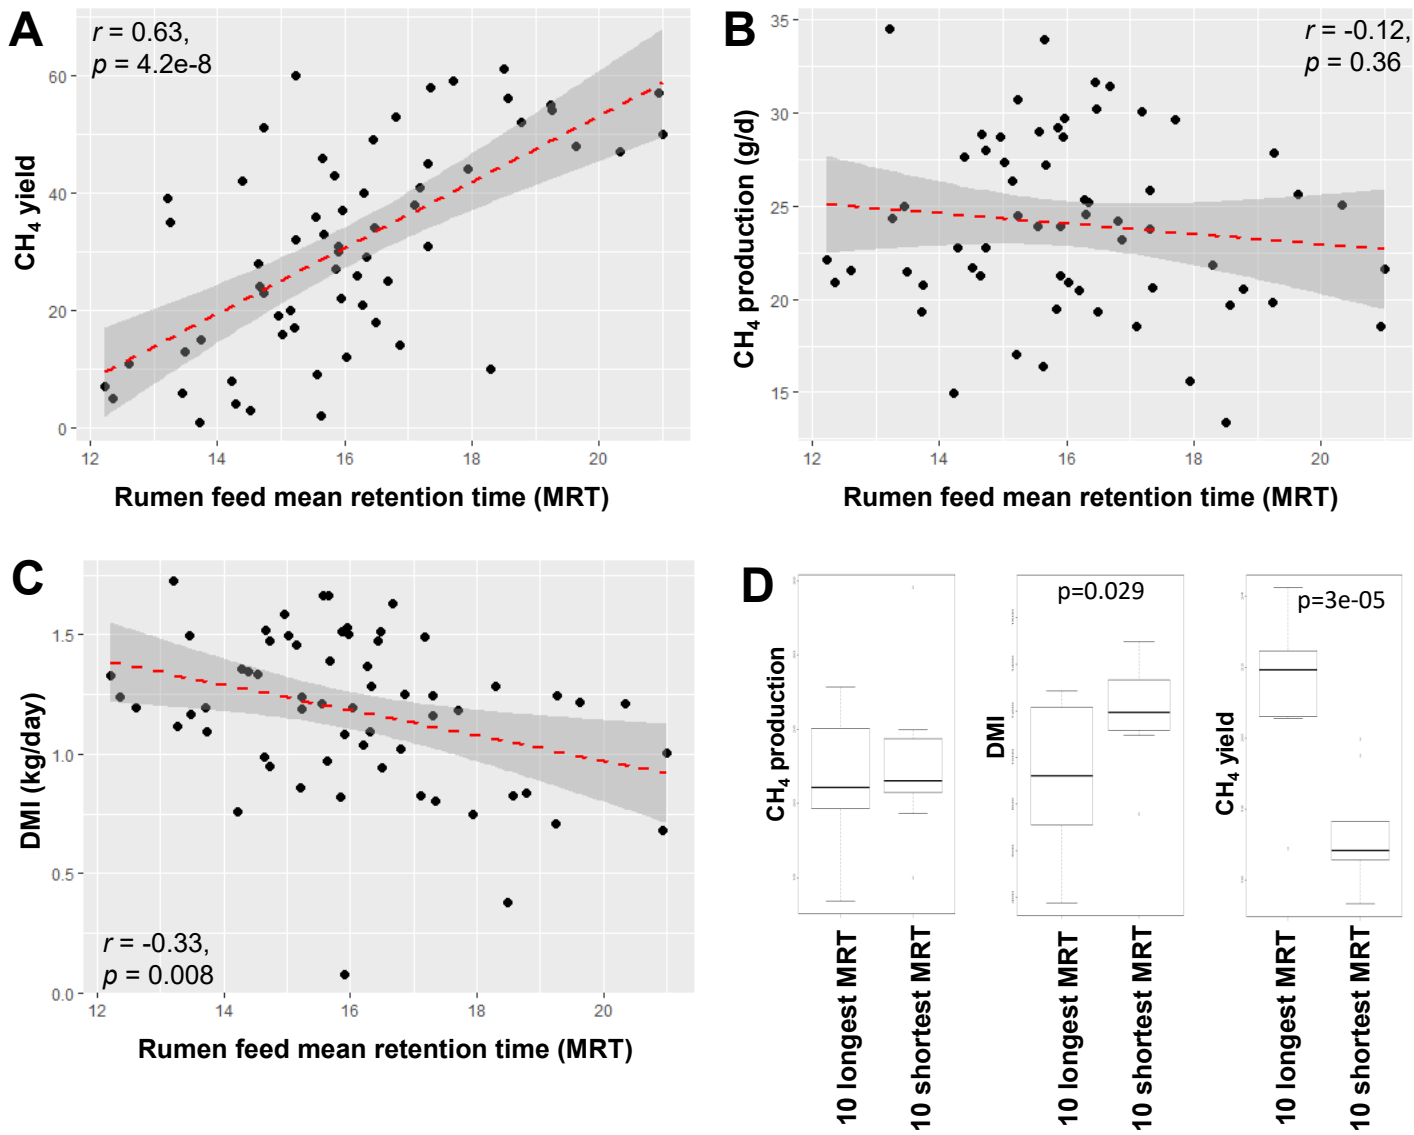 A
r = 0.63,
p = 4.2e-8
CH₄ yield
60
40
20
0
12
14
16
18
20
Rumen feed mean retention time (MRT)
B
r = -0.12,
p = 0.36
CH₄ production (g/d)
35
30
25
20
15
12
14
16
18
20
Rumen feed mean retention time (MRT)
C
r = -0.33,
p = 0.008
DMI (kg/day)
1.5
1.0
0.5
0.0
12
14
16
18
20
Rumen feed mean retention time (MRT)
D
CH₄ production
10 longest MRT
10 shortest MRT
p=0.029
DMI
10 longest MRT
10 shortest MRT
p=3e-05
CH₄ yield
10 longest MRT
10 shortest MRT